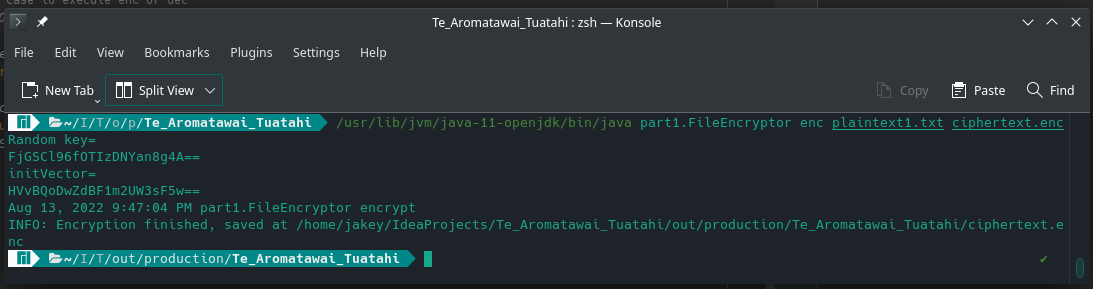 case to execute enc or dec
Te_Aromatawai_Tuatahi : zsh — Konsole
File Edit View Bookmarks Plugins Settings Help
New Tab Split View Copy Paste Find
~/I/T/o/p/Te_Aromatawai_Tuatahi /usr/lib/jvm/java-11-openjdk/bin/java part1.FileEncryptor enc plaintext1.txt ciphertext.enc
Random key=
FjGSCl96fOTIzDNYan8g4A==
initVector=
HVvBQoDwZdBF1m2UW3sF5w==
Aug 13, 2022 9:47:04 PM part1.FileEncryptor encrypt
INFO: Encryption finished, saved at /home/jakey/IdeaProjects/Te_Aromatawai_Tuatahi/out/production/Te_Aromatawai_Tuatahi/ciphertext.e
nc
~/I/T/out/production/Te_Aromatawai_Tuatahi